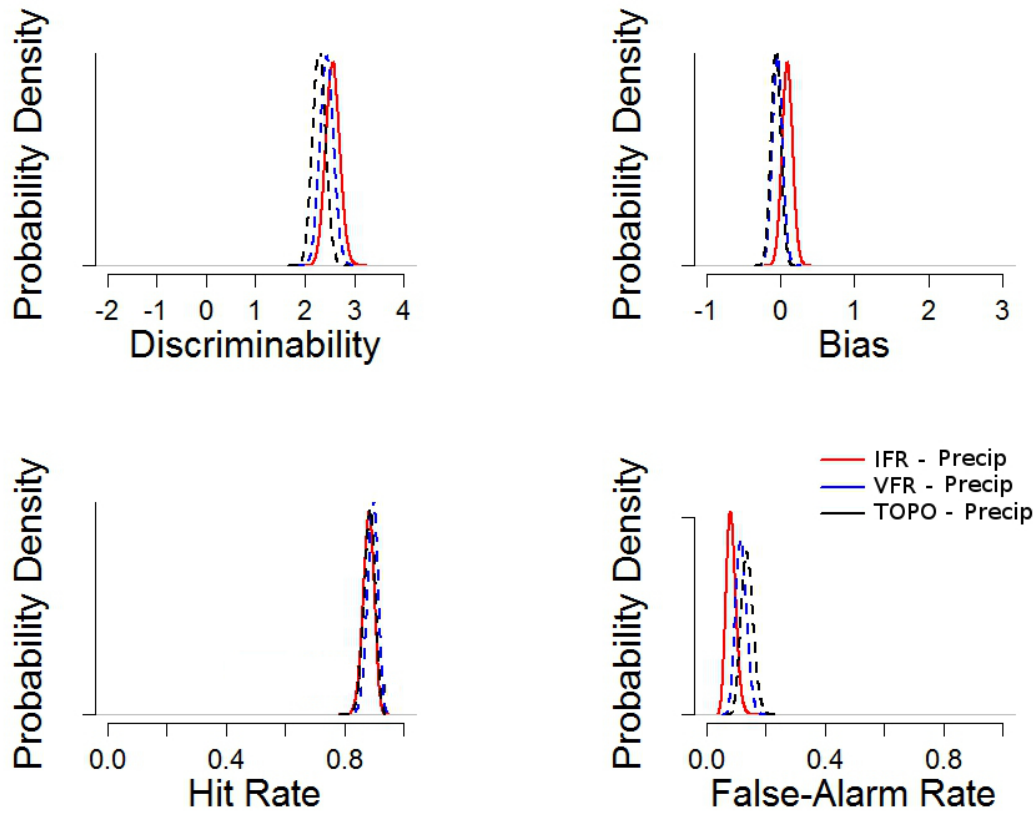 Probability Density
-2 -1 0 1 2 3 4
Discriminability
Probability Density
-1 0 1 2 3
Bias
Probability Density
0.0 0.4 0.8
Hit Rate
Probability Density
IFR - Precip
VFR - Precip
TOPO - Precip
0.0 0.4 0.8
False-Alarm Rate